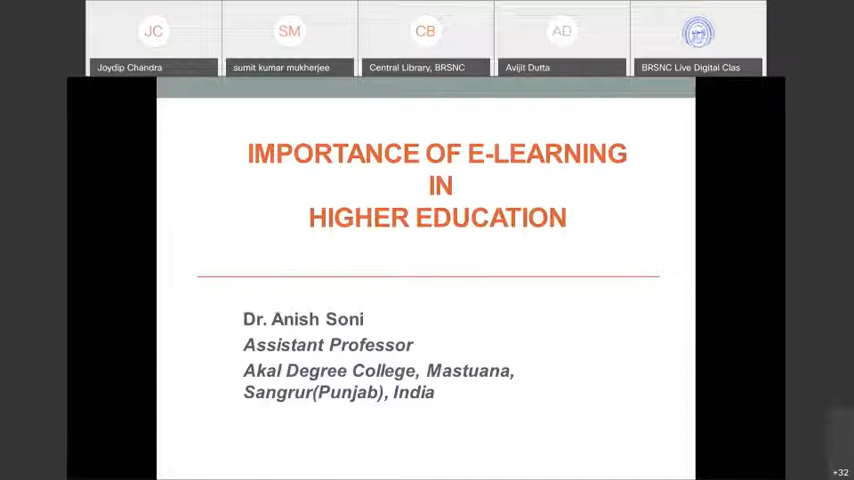 JC
SM
CB
AD
Joydip Chandra
sumit kumar mukherjee
Central Library, BRSNC
Avijit Dutta
BRSNC Live Digital Clas
IMPORTANCE OF E-LEARNING
IN
HIGHER EDUCATION
Dr. Anish Soni
Assistant Professor
Akal Degree College, Mastuana,
Sangrur(Punjab), India
+32